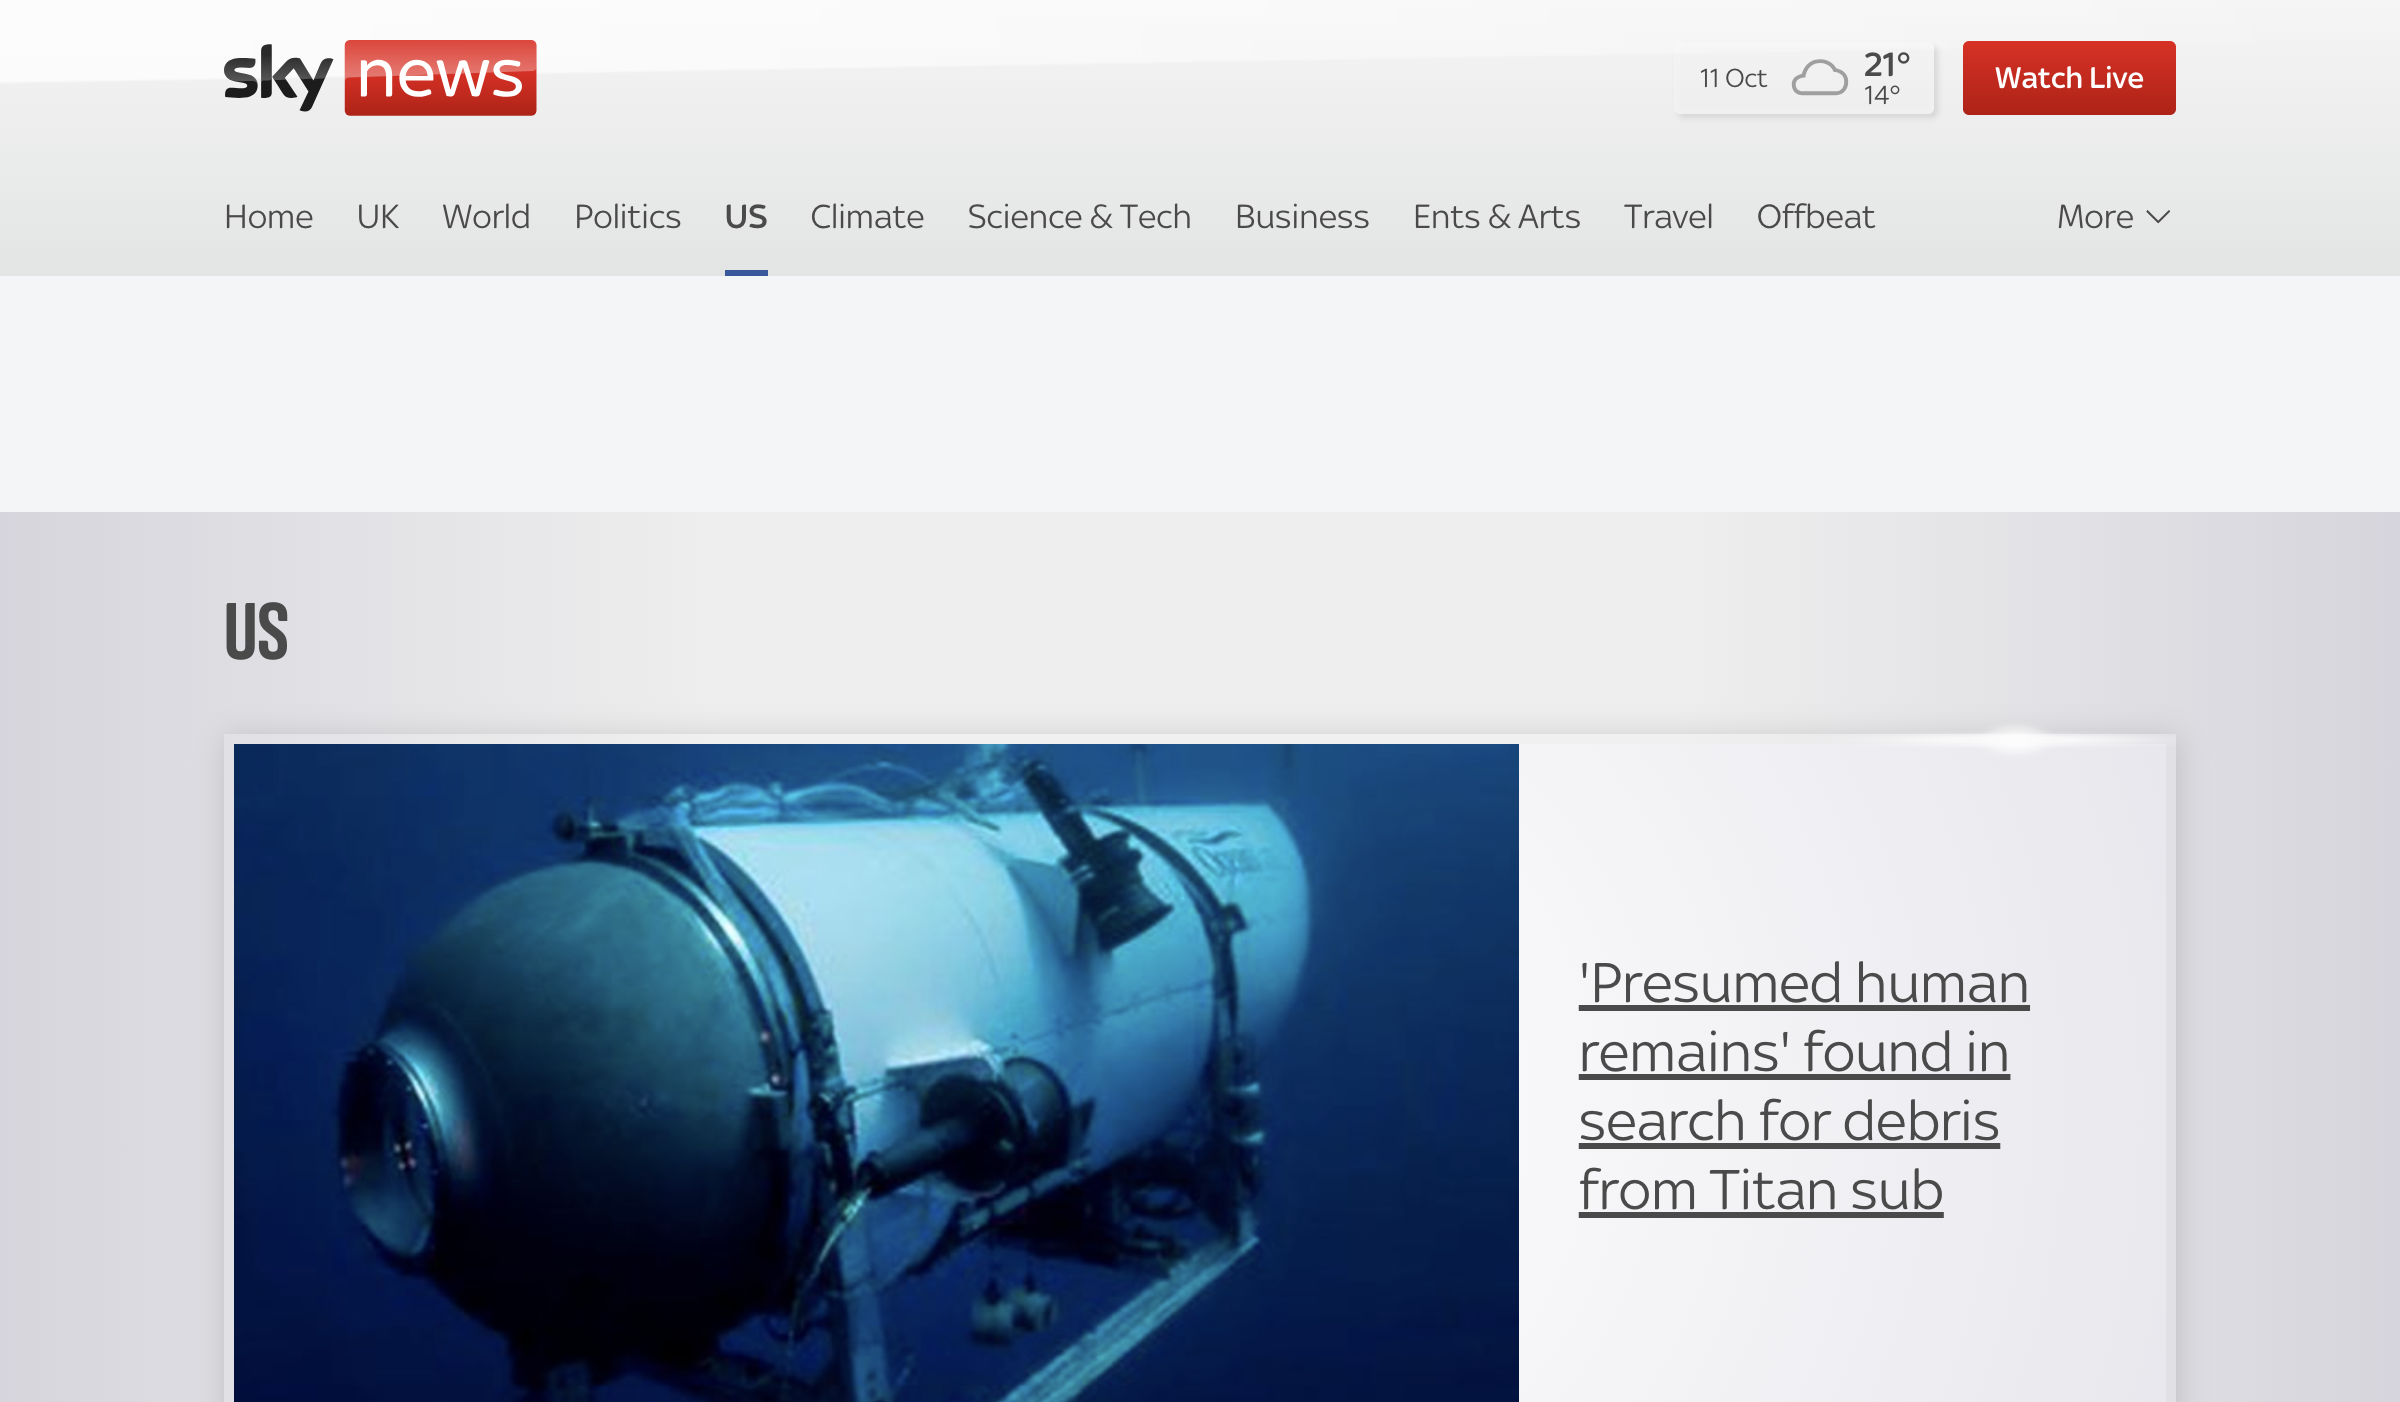 sky news
11 Oct
21°
14°
Watch Live
Home UK World Politics US Climate Science & Tech Business Ents & Arts Travel Offbeat More
US
'Presumed human
remains' found in
search for debris
from Titan sub